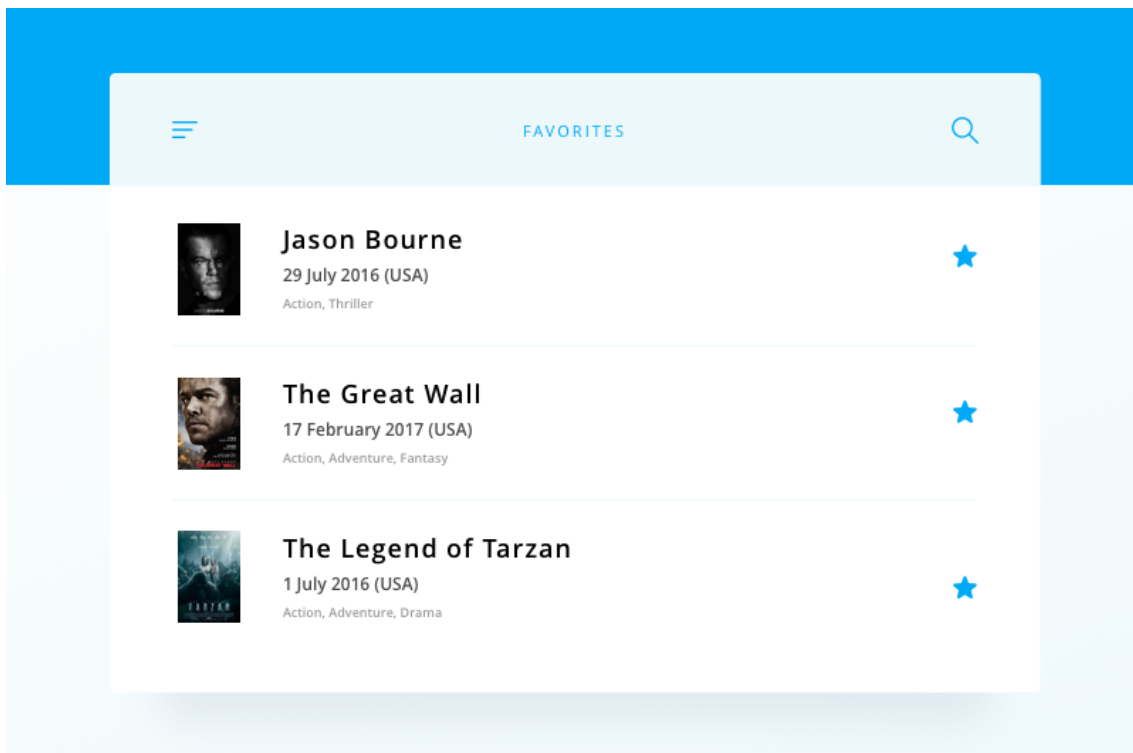 FAVORITES
Jason Bourne
29 July 2016 (USA)
Action, Thriller
The Great Wall
17 February 2017 (USA)
Action, Adventure, Fantasy
The Legend of Tarzan
1 July 2016 (USA)
Action, Adventure, Drama
TARZAN